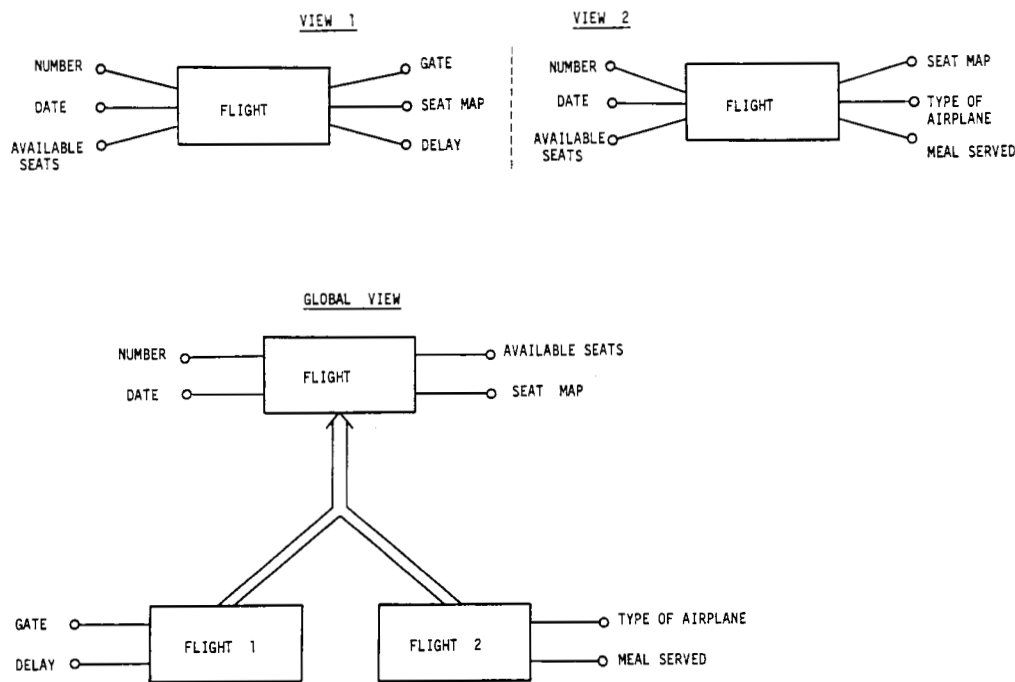 VIEW 1
NUMBER
DATE
AVAILABLE
SEATS
FLIGHT
GATE
SEAT MAP
DELAY
VIEW 2
NUMBER
DATE
AVAILABLE
SEATS
FLIGHT
SEAT MAP
TYPE OF
AIRPLANE
MEAL SERVED
GLOBAL VIEW
NUMBER
DATE
FLIGHT
AVAILABLE SEATS
SEAT MAP
GATE
DELAY
FLIGHT 1
FLIGHT 2
TYPE OF AIRPLANE
MEAL SERVED